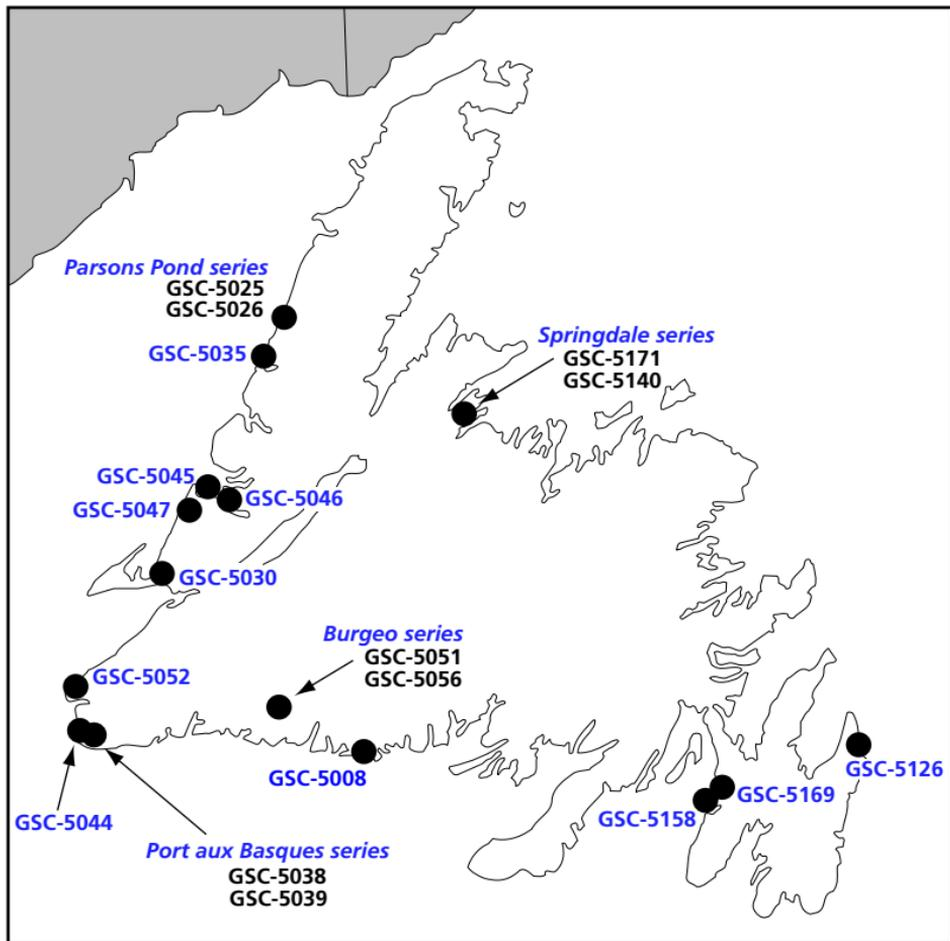 Parsons Pond series
GSC-5025
GSC-5026
GSC-5035
Springdale series
GSC-5171
GSC-5140
GSC-5045
GSC-5046
GSC-5047
GSC-5030
Burgeo series
GSC-5051
GSC-5056
GSC-5052
GSC-5008
GSC-5126
GSC-5169
GSC-5158
GSC-5044
Port aux Basques series
GSC-5038
GSC-5039